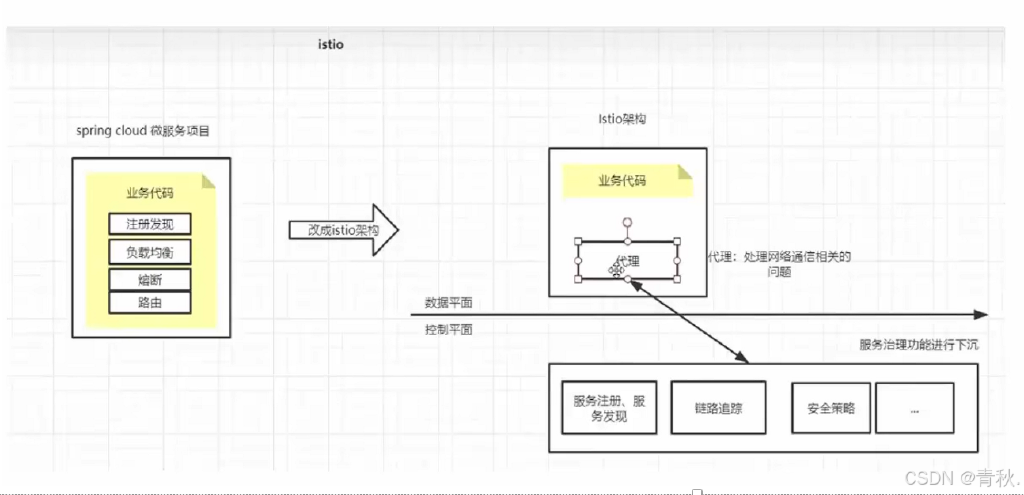 istio
spring cloud 微服务项目
业务代码
注册发现
负载均衡
熔断
路由
改成istio架构
Istio架构
业务代码
代理
代理：处理网络通信相关的
问题
数据平面
控制平面
服务治理功能进行下沉
服务注册、服
务发现
链路追踪
安全策略
...
CSDN @青秋.